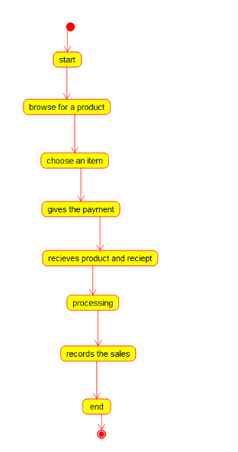 start
browse for a product
choose an item
gives the payment
recieves product and reciept
processing
records the sales
end